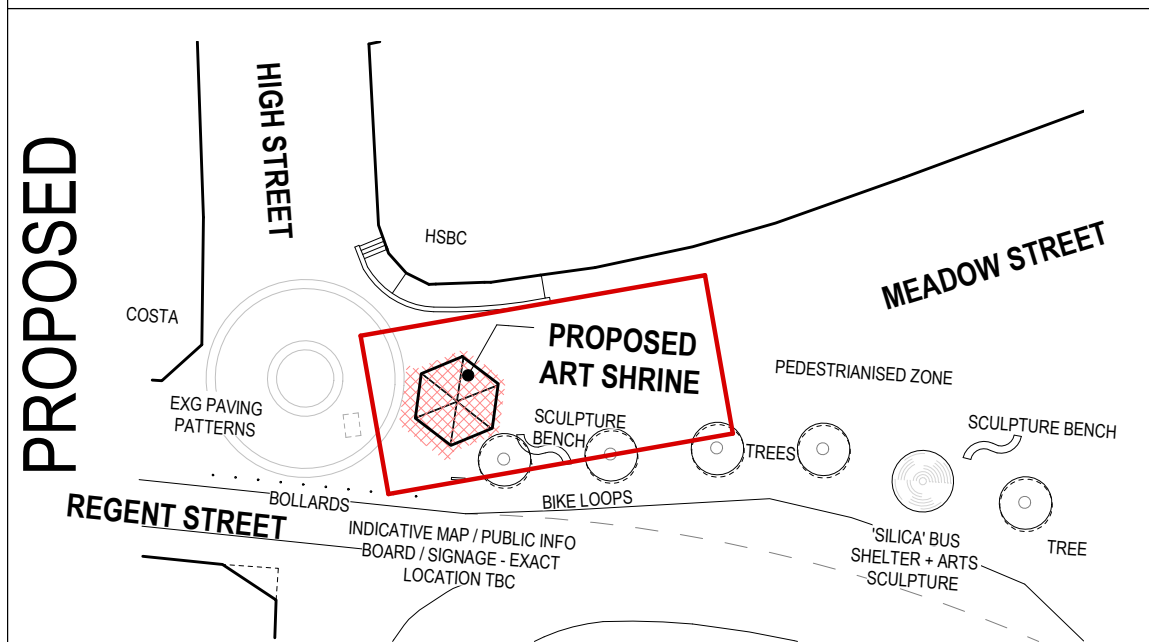 PROPOSED
HIGH STREET
HSBC
MEADOW STREET
COSTA
PROPOSED
ART SHRINE
PEDESTRIANISED ZONE
EXG PAVING
PATTERNS
SCULPTURE
BENCH
SCULPTURE BENCH
TREES
BOLLARDS
BIKE LOOPS
REGENT STREET
INDICATIVE MAP / PUBLIC INFO
BOARD / SIGNAGE - EXACT
LOCATION TBC
'SILICA' BUS
SHELTER + ARTS
SCULPTURE
TREE